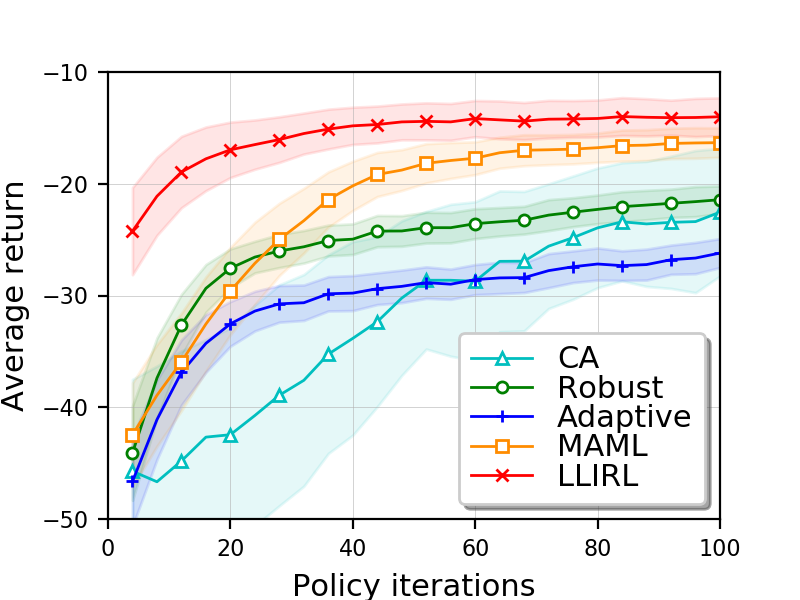 −10
−20
−30
−40
−50
0 20 40 60 80 100
Policy iterations
Average return
CA
Robust
Adaptive
MAML
LLIRL